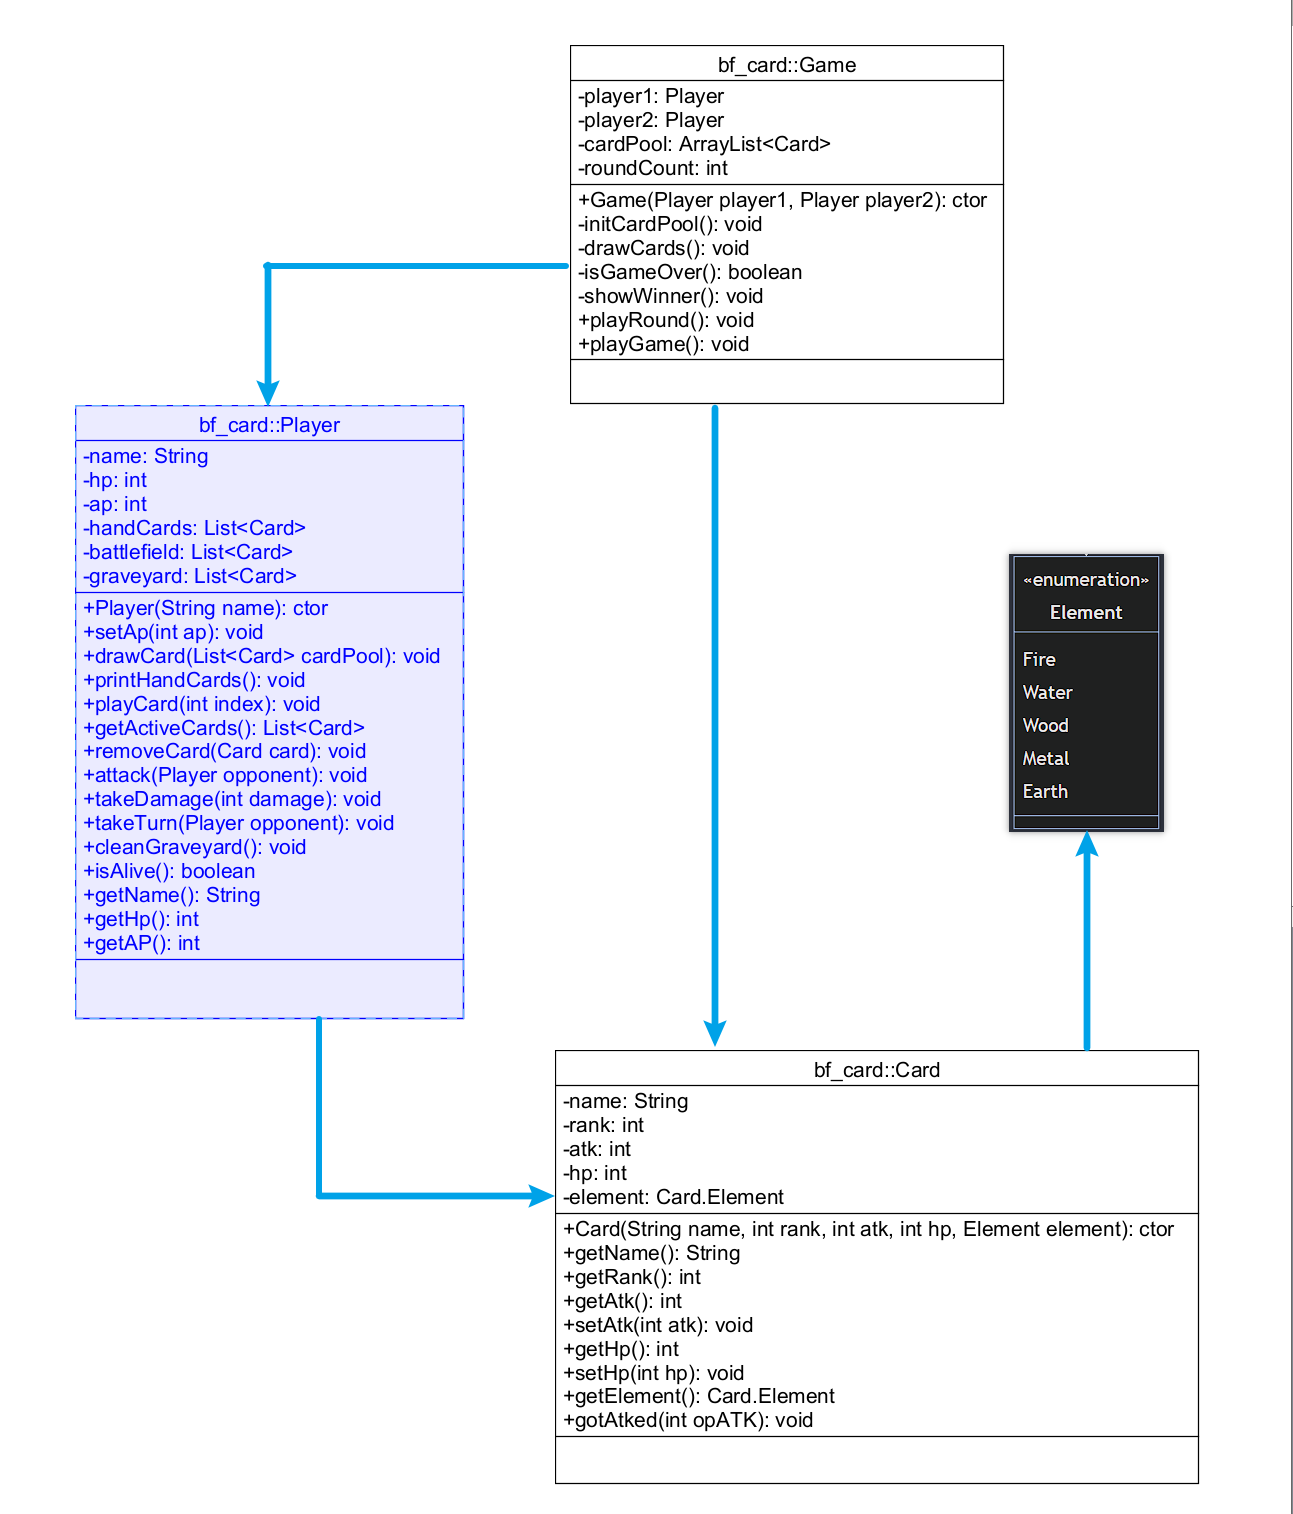 bf_card::Game
-player1: Player
-player2: Player
-cardPool: ArrayList<Card>
-roundCount: int
+Game(Player player1, Player player2): ctor
-initCardPool(): void
-drawCards(): void
-isGameOver(): boolean
-showWinner(): void
+playRound(): void
+playGame(): void
bf_card::Player
-name: String
-hp: int
-ap: int
-handCards: List<Card>
-battlefield: List<Card>
-graveyard: List<Card>
+Player(String name): ctor
+setAp(int ap): void
+drawCard(List<Card> cardPool): void
+printHandCards(): void
+playCard(int index): void
+getActiveCards(): List<Card>
+removeCard(Card card): void
+attack(Player opponent): void
+takeDamage(int damage): void
+takeTurn(Player opponent): void
+cleanGraveyard(): void
+isAlive(): boolean
+getName(): String
+getHp(): int
+getAP(): int
«enumeration»
Element
Fire
Water
Wood
Metal
Earth
bf_card::Card
-name: String
-rank: int
-atk: int
-hp: int
-element: Card.Element
+Card(String name, int rank, int atk, int hp, Element element): ctor
+getName(): String
+getRank(): int
+getAtk(): int
+setAtk(int atk): void
+getHp(): int
+setHp(int hp): void
+getElement(): Card.Element
+gotAtked(int opATK): void